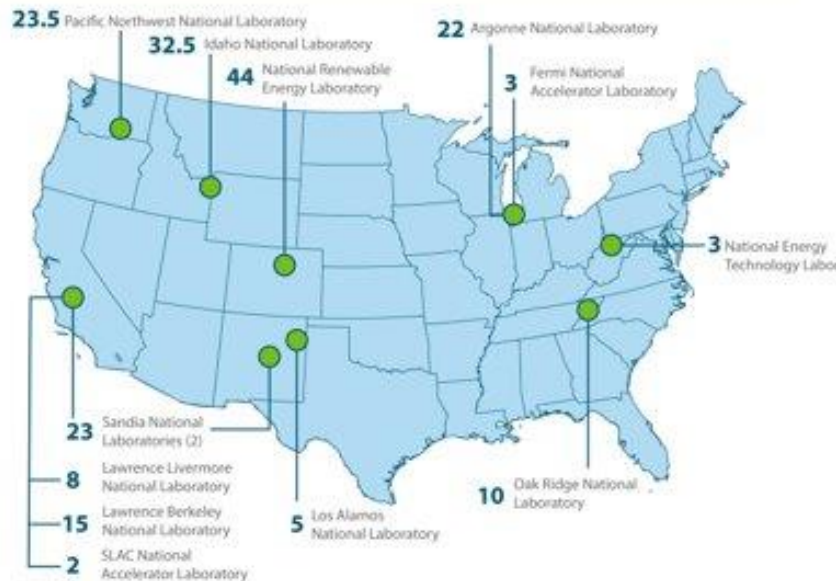 23.5 Pacific Northwest National Laboratory
32.5 Idaho National Laboratory
44 National Renewable
Energy Laboratory
22 Argonne National Laboratory
3 Fermi National
Accelerator Laboratory
3 National Energy
Technology Labor
23 Sandia National
Laboratories (2)
8 Lawrence Livermore
National Laboratory
15 Lawrence Berkeley
National Laboratory
2 SLAC National
Accelerator Laboratory
5 Los Alamos
National Laboratory
10 Oak Ridge National
Laboratory